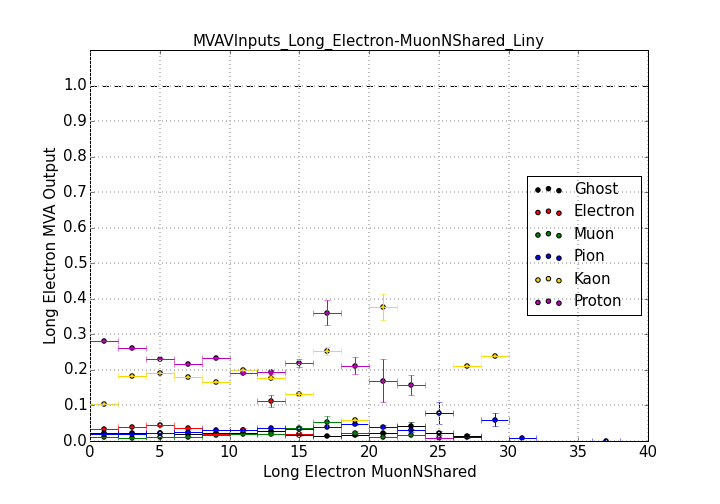 MVAVInputs_Long_Electron-MuonNShared_Liny
1.0
0.9
0.8
0.7
0.6
0.5
0.4
0.3
0.2
0.1
0.0
Long Electron MVA Output
Ghost
Electron
Muon
Pion
Kaon
Proton
0 5 10 15 20 25 30 35 40
Long Electron MuonNShared